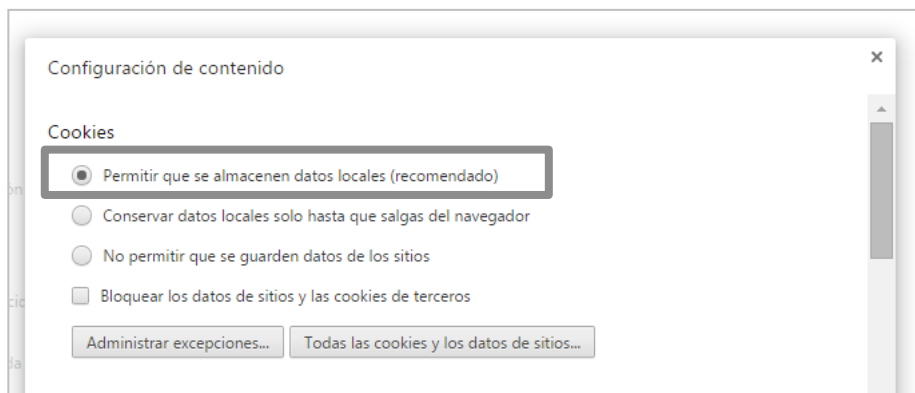 Configuración de contenido
×
Cookies
Permitir que se almacenen datos locales (recomendado)
Conservar datos locales solo hasta que salgas del navegador
No permitir que se guarden datos de los sitios
Bloquear los datos de sitios y las cookies de terceros
Administrar excepciones... Todas las cookies y los datos de sitios...